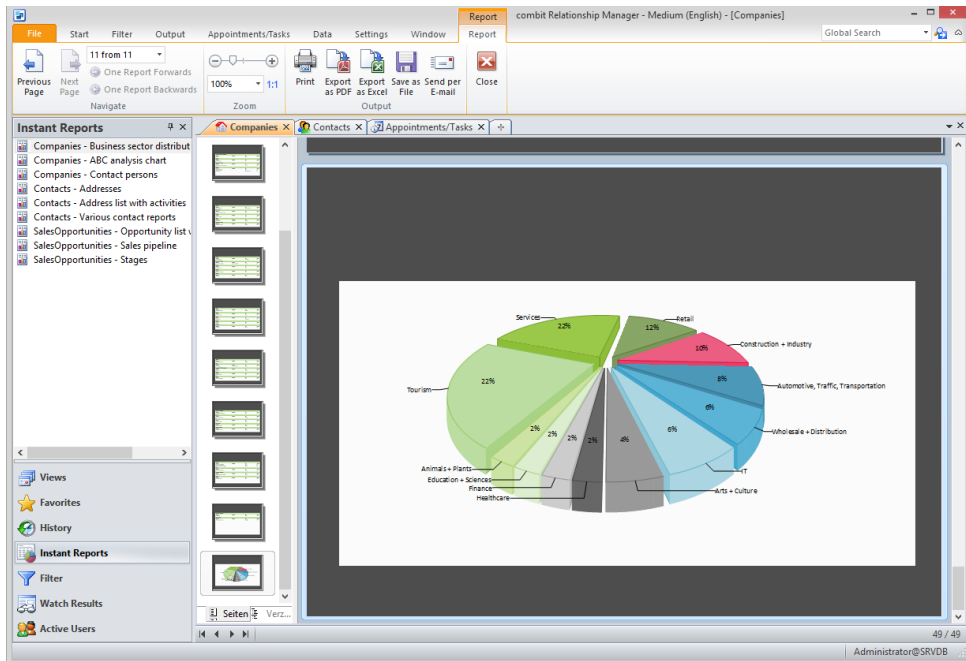 Report
combit Relationship Manager - Medium (English) - [Companies]
File Start Filter Output Appointments/Tasks Data Settings Window Report
Global Search
11 from 11
One Report Forwards
One Report Backwards
Previous Page
Next Page
Navigate
100%
1:1
Zoom
Print
Export as PDF
Export as Excel
Save as File
Send per E-mail
Output
Close
Instant Reports
Companies - Business sector distribut
Companies - ABC analysis chart
Companies - Contact persons
Contacts - Addresses
Contacts - Address list with activities
Contacts - Various contact reports
SalesOpportunities - Opportunity list
SalesOpportunities - Sales pipeline
SalesOpportunities - Stages
Views
Favorites
History
Instant Reports
Filter
Watch Results
Active Users
Companies
Contacts
Appointments/Tasks
Seiten
Verz...
Services
22%
Retail
12%
Construction + Industry
10%
Automotive, Traffic, Transportation
8%
Wholesale + Distribution
6%
IT
6%
Arts + Culture
4%
Healthcare
2%
Finance
2%
Education + Sciences
2%
Animals + Plants
2%
Tourism
22%
49 / 49
Administrator@SRVDB